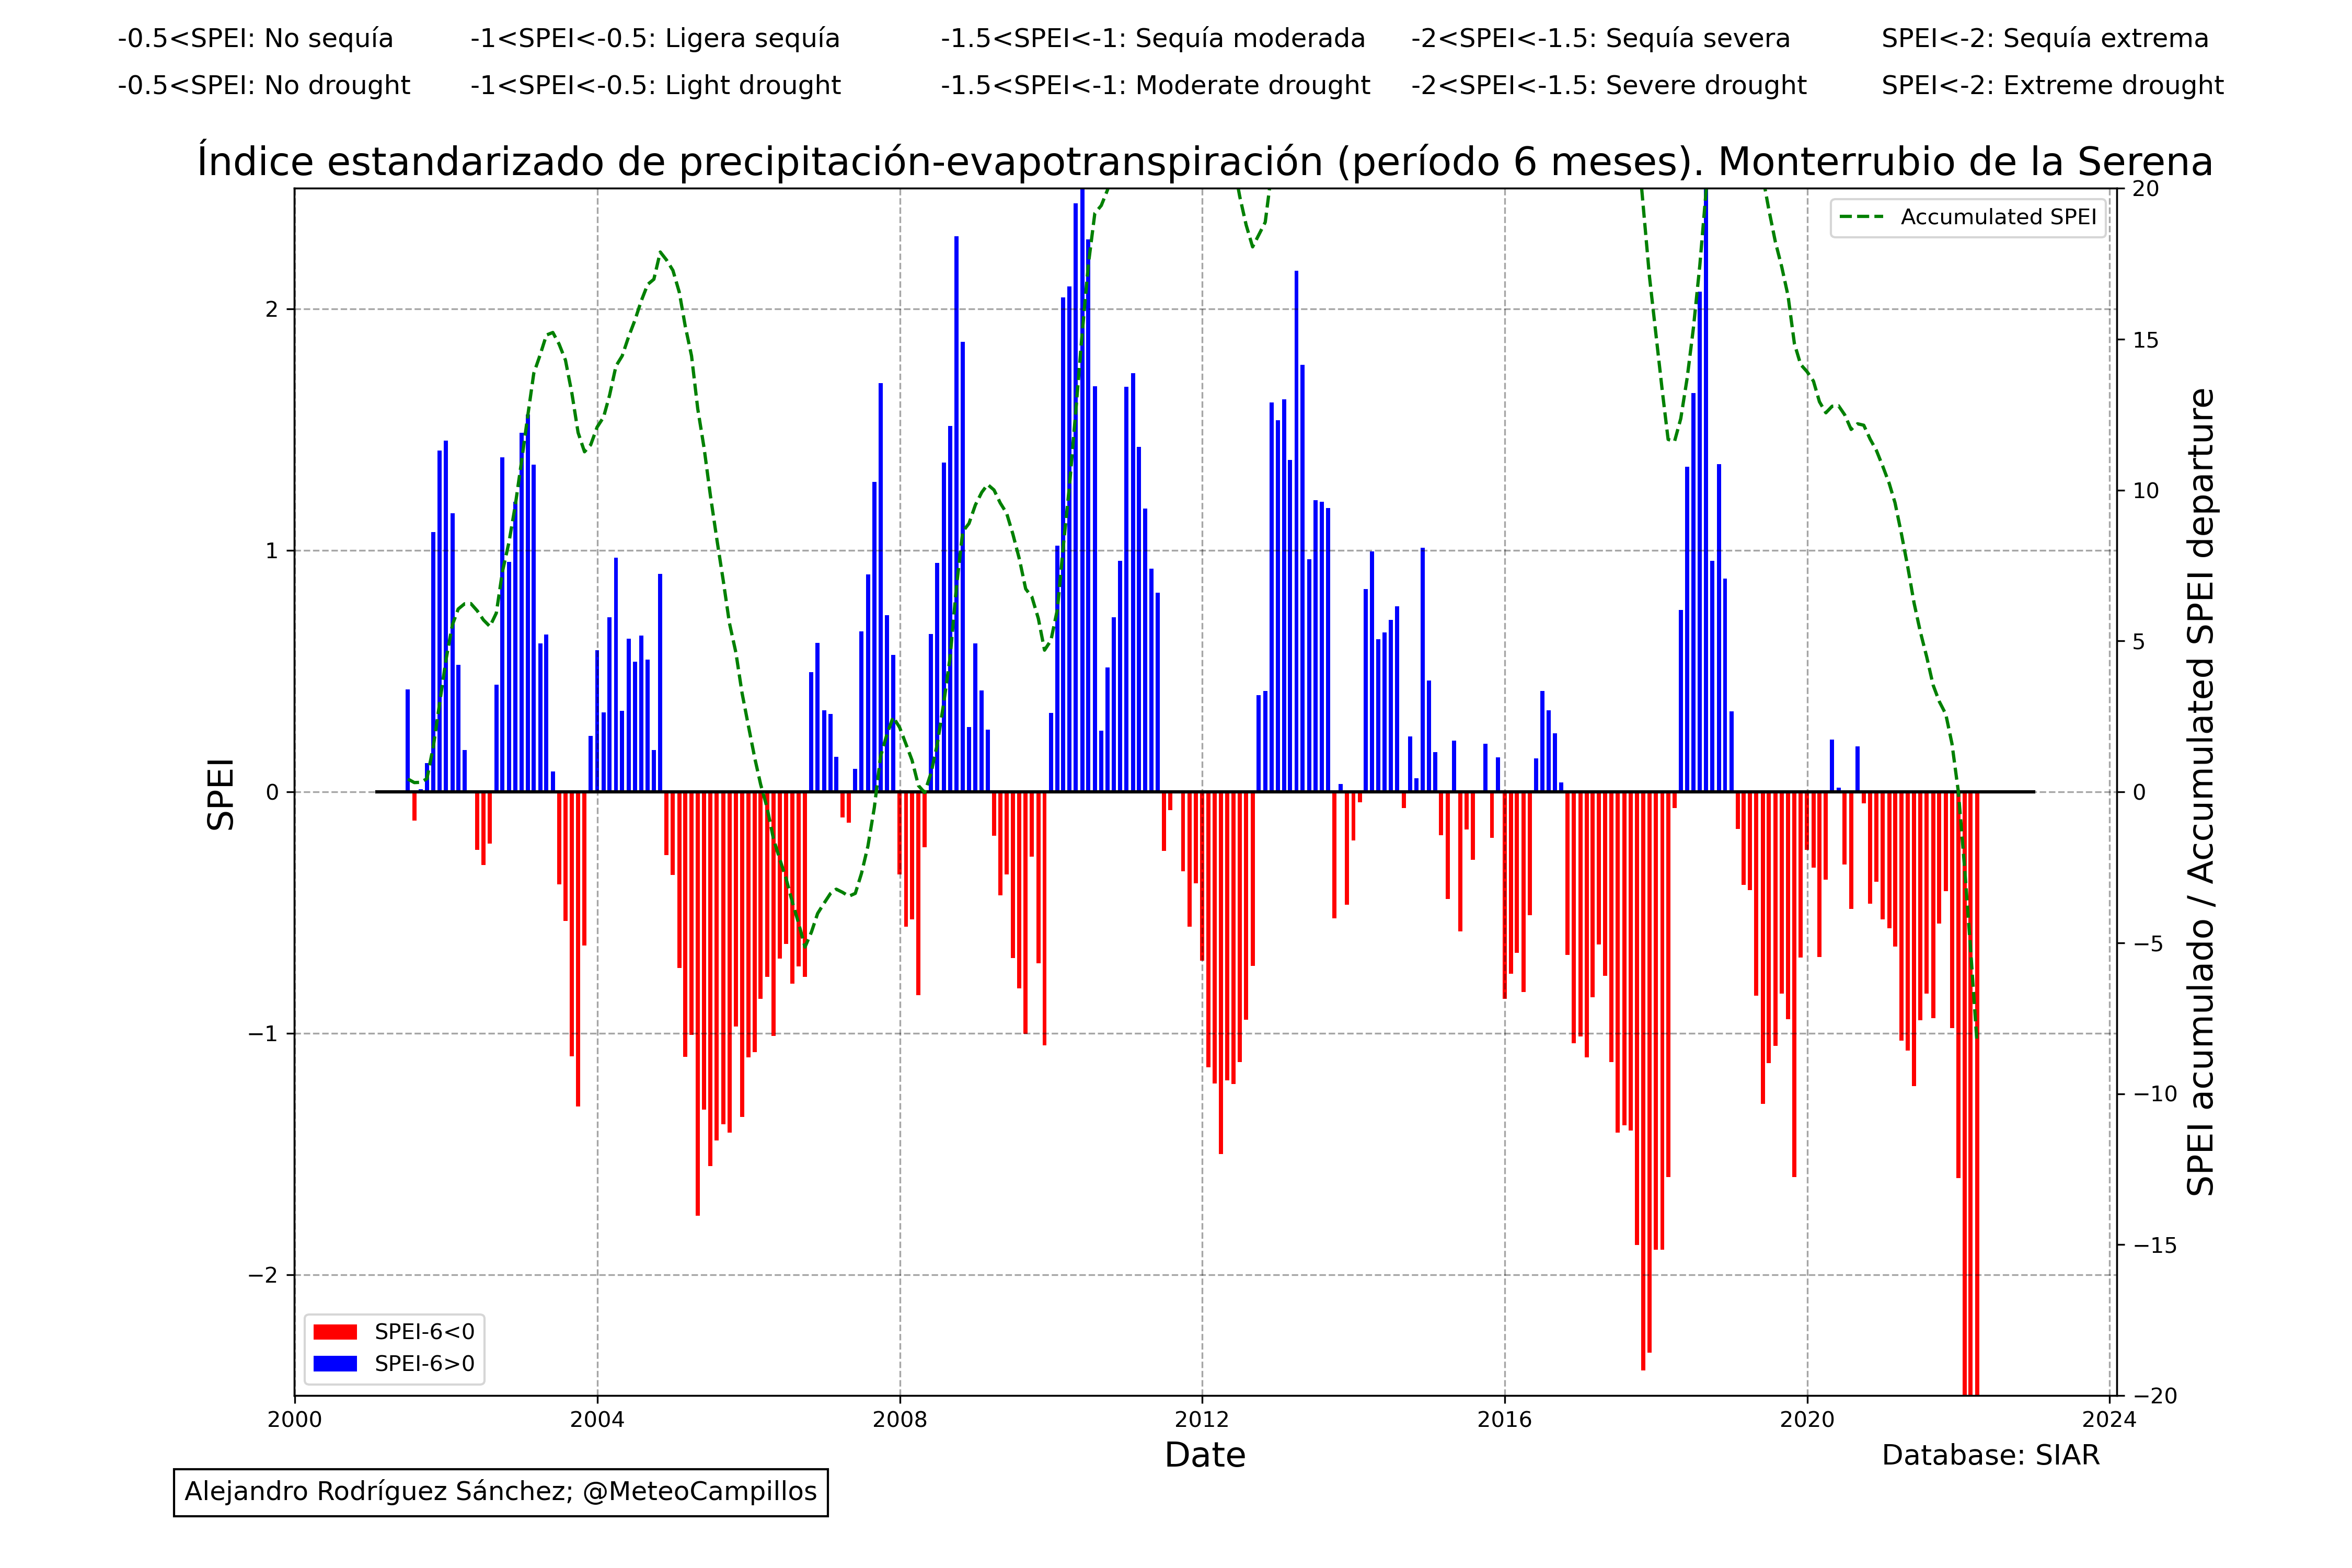 -0.5<SPEI: No sequía -1<SPEI<-0.5: Ligera sequía -1.5<SPEI<-1: Sequía moderada -2<SPEI<-1.5: Sequía severa SPEI<-2: Sequía extrema
-0.5<SPEI: No drought -1<SPEI<-0.5: Light drought -1.5<SPEI<-1: Moderate drought -2<SPEI<-1.5: Severe drought SPEI<-2: Extreme drought
Índice estandarizado de precipitación-evapotranspiración (período 6 meses). Monterrubio de la Serena
SPEI
2
1
0
−1
−2
Accumulated SPEI
20
15
10
5
0
−5
−10
−15
−20
SPEI acumulado / Accumulated SPEI departure
SPEI-6<0
SPEI-6>0
2000 2004 2008 2012 2016 2020 2024
Date
Database: SIAR
Alejandro Rodríguez Sánchez; @MeteoCampillos